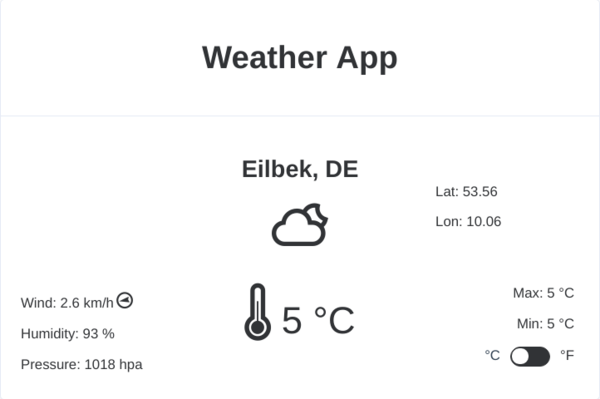 Weather App
Eilbek, DE
Lat: 53.56
Lon: 10.06
Wind: 2.6 km/h
Humidity: 93 %
Pressure: 1018 hpa
5 °C
Max: 5 °C
Min: 5 °C
°C °F